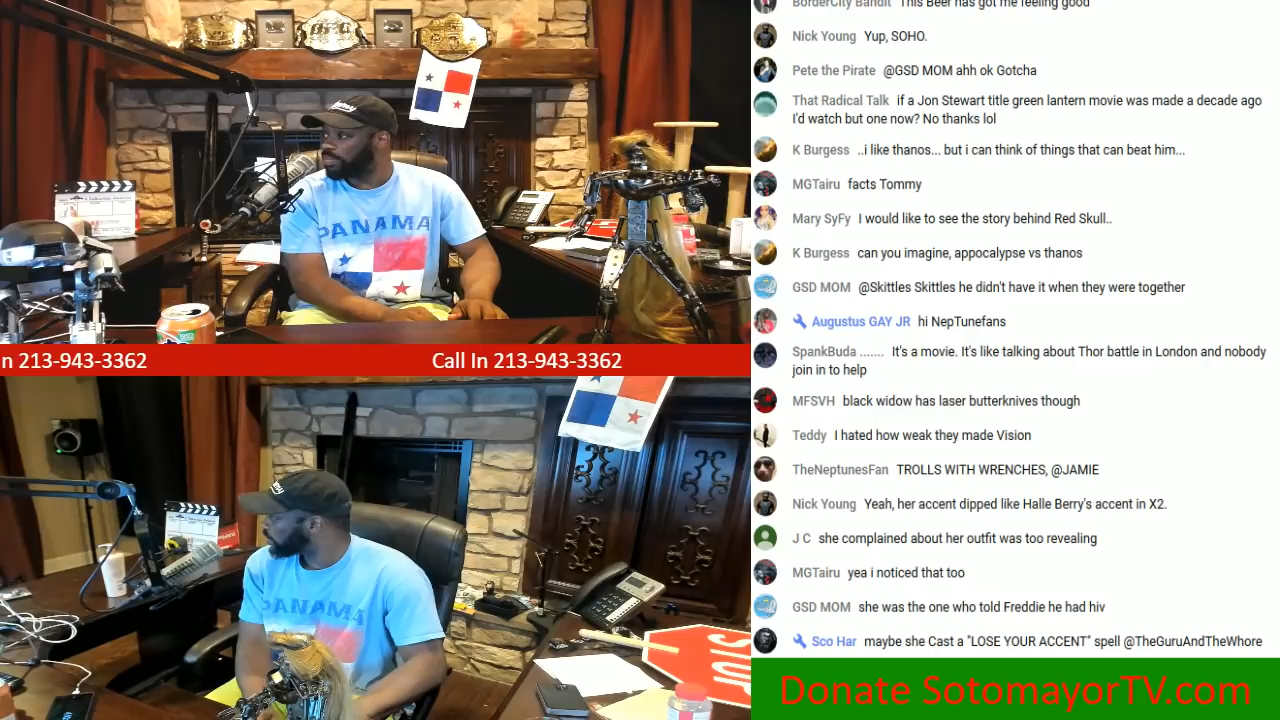 PANAMA
n 213-943-3362
Call In 213-943-3362
PANAMA
BorderCity Bandit This Beer has got me feeling good
Nick Young Yup, SOHO.
Pete the Pirate @GSD MOM ahh ok Gotcha
That Radical Talk if a Jon Stewart title green lantern movie was made a decade ago
I'd watch but one now? No thanks lol
K Burgess ..i like thanos... but i can think of things that can beat him...
MGTairu facts Tommy
Mary SyFy I would like to see the story behind Red Skull..
K Burgess can you imagine, appocalypse vs thanos
GSD MOM @Skittles Skittles he didn't have it when they were together
Augustus GAY JR hi NepTunefans
SpankBuda ....... It's a movie. It's like talking about Thor battle in London and nobody
join in to help
MFSVH black widow has laser butterknives though
Teddy I hated how weak they made Vision
TheNeptunesFan TROLLS WITH WRENCHES, @JAMIE
Nick Young Yeah, her accent dipped like Halle Berry's accent in X2.
J C she complained about her outfit was too revealing
MGTairu yea i noticed that too
GSD MOM she was the one who told Freddie he had hiv
Sco Har maybe she Cast a "LOSE YOUR ACCENT" spell @TheGuruAndTheWhore
Donate SotomayorTV.com